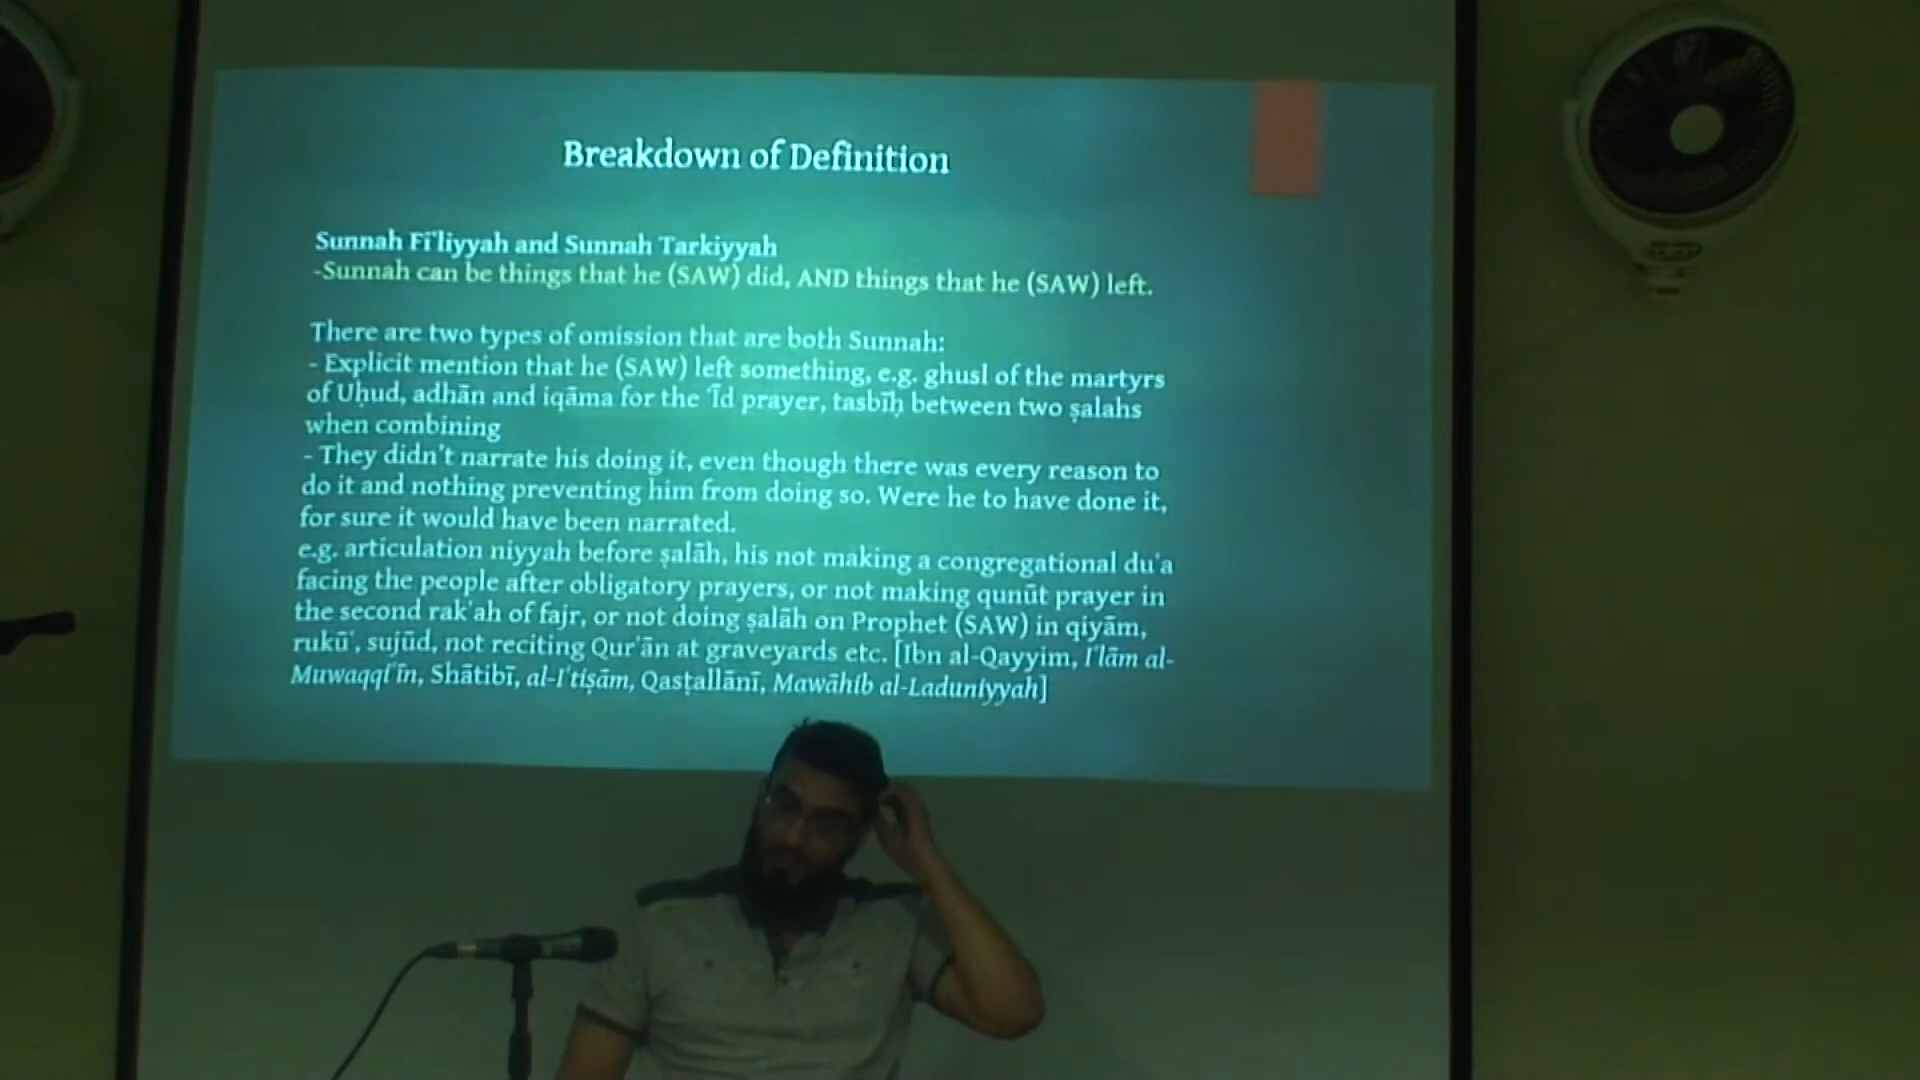 Breakdown of Definition
Sunnah Fi'liyyah and Sunnah Tarkiyyah
-Sunnah can be things that he (SAW) did, AND things that he (SAW) left.
There are two types of omission that are both Sunnah:
- Explicit mention that he (SAW) left something, e.g. ghusl of the martyrs
of Uḥud, adhān and iqāma for the 'Īd prayer, tasbīḥ between two ṣalahs
when combining
- They didn't narrate his doing it, even though there was every reason to
do it and nothing preventing him from doing so. Were he to have done it,
for sure it would have been narrated.
e.g. articulation niyyah before ṣalāh, his not making a congregational du'a
facing the people after obligatory prayers, or not making qunūt prayer in
the second rak'ah of fajr, or not doing ṣalāh on Prophet (SAW) in qiyām,
rukū', sujūd, not reciting Qur'ān at graveyards etc. [Ibn al-Qayyim, I'lām al-
Muwaqqi'īn, Shātibī, al-I'tiṣām, Qasṭallānī, Mawāhib al-Laduniyyah]